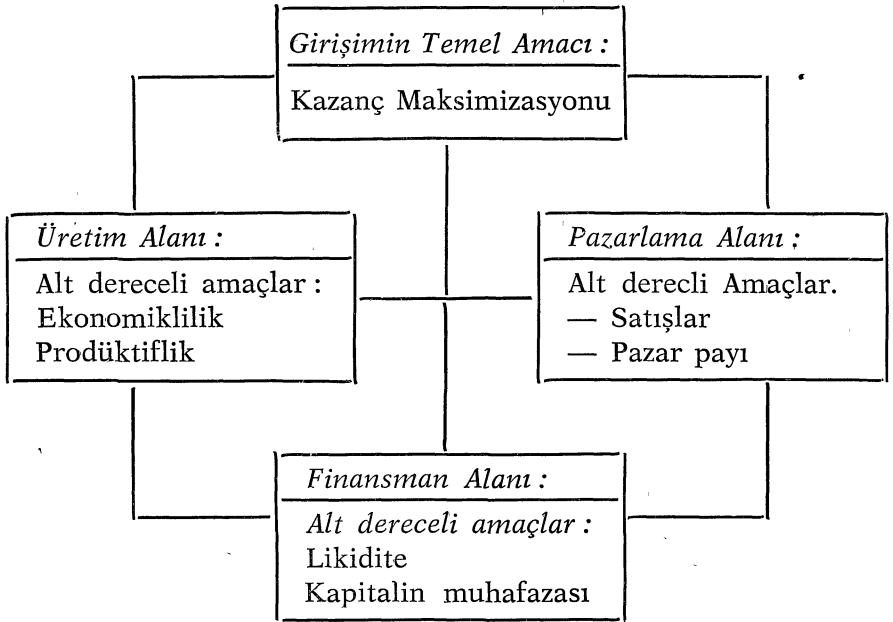 Girişimin Temel Amacı :
Kazanç Maksimizasyonu
Üretim Alanı :
Alt dereceli amaçlar :
Ekonomiklilik
Prodüktiflik
Pazarlama Alanı :
Alt derecli Amaçlar.
— Satışlar
— Pazar payı
Finansman Alanı :
Alt dereceli amaçlar :
Likidite
Kapitalin muhafazası